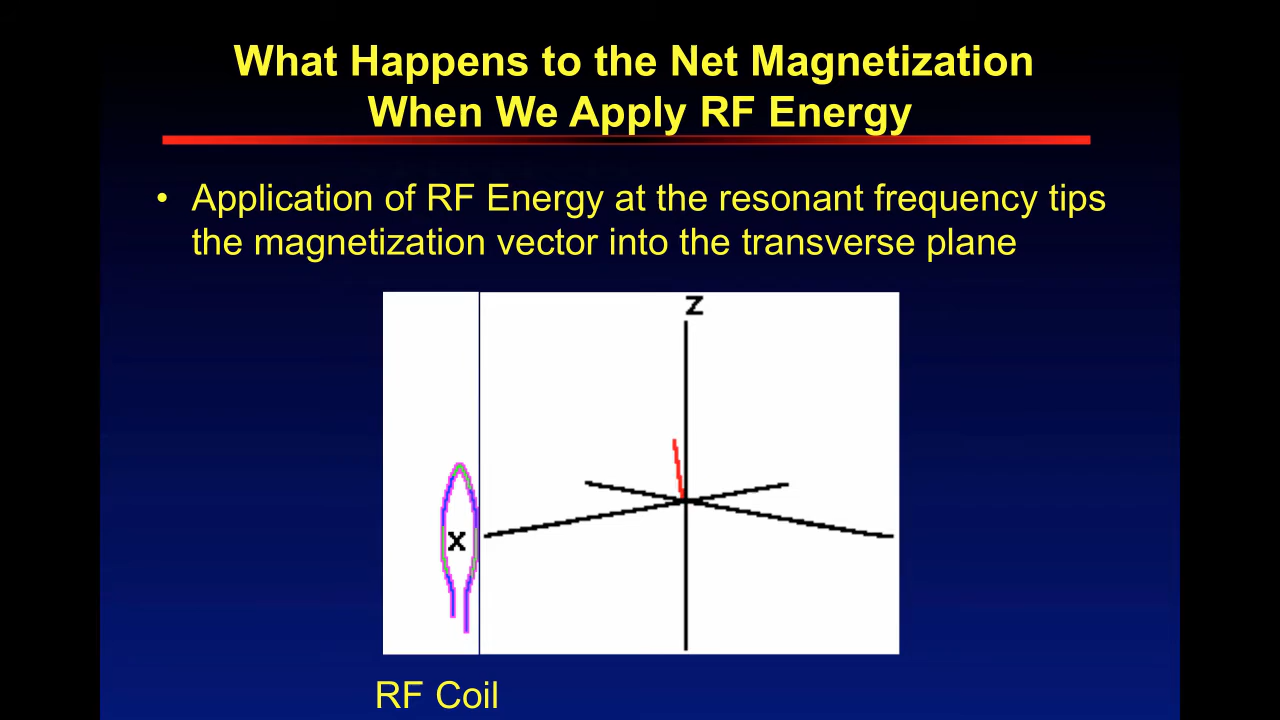 What Happens to the Net Magnetization
When We Apply RF Energy
• Application of RF Energy at the resonant frequency tips
the magnetization vector into the transverse plane
Z
X
RF Coil